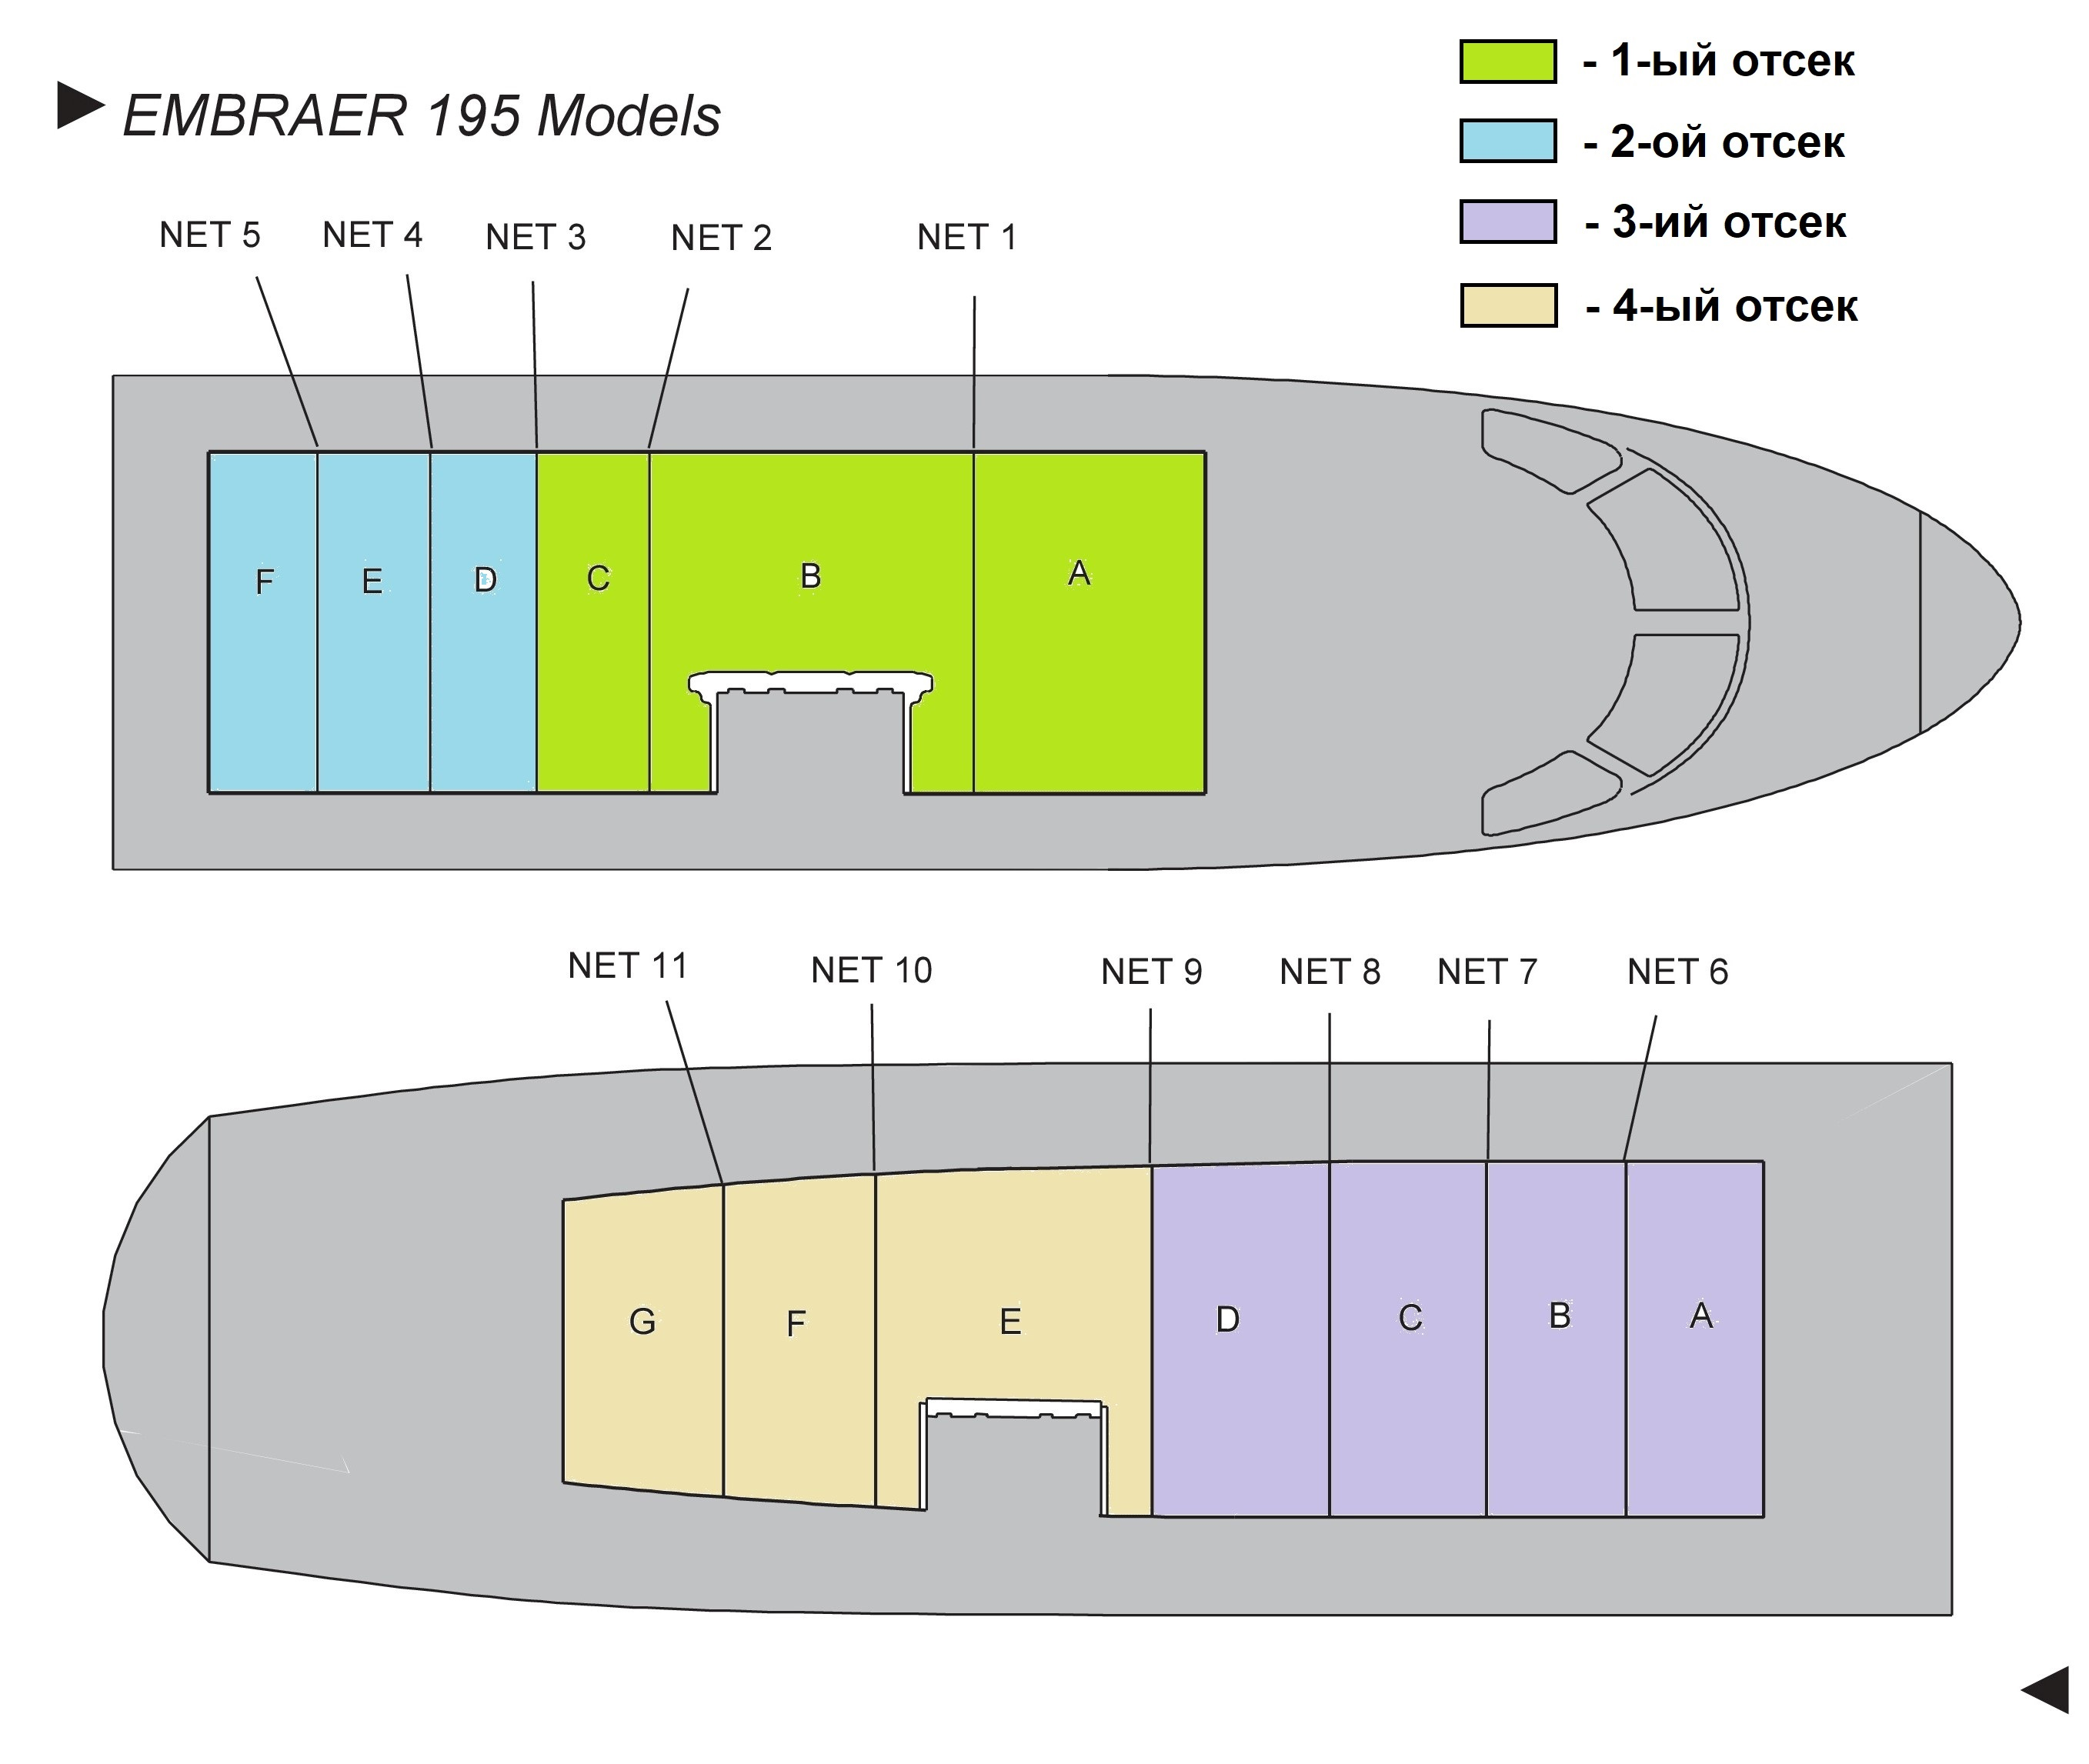 - 1-ый отсек
EMBRAER 195 Models
- 2-ой отсек
- 3-ий отсек
- 4-ый отсек
NET 5 NET 4 NET 3 NET 2 NET 1
F E D C B A
NET 11 NET 10 NET 9 NET 8 NET 7 NET 6
G F E D C B A